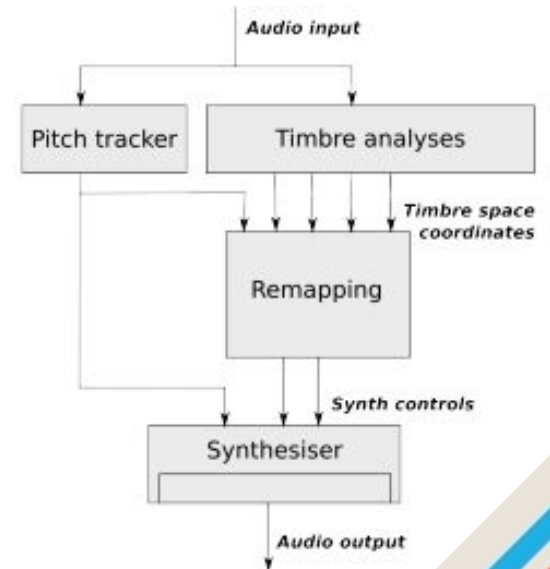 Audio input
Pitch tracker
Timbre analyses
Timbre space
coordinates
Remapping
Synth controls
Synthesiser
Audio output